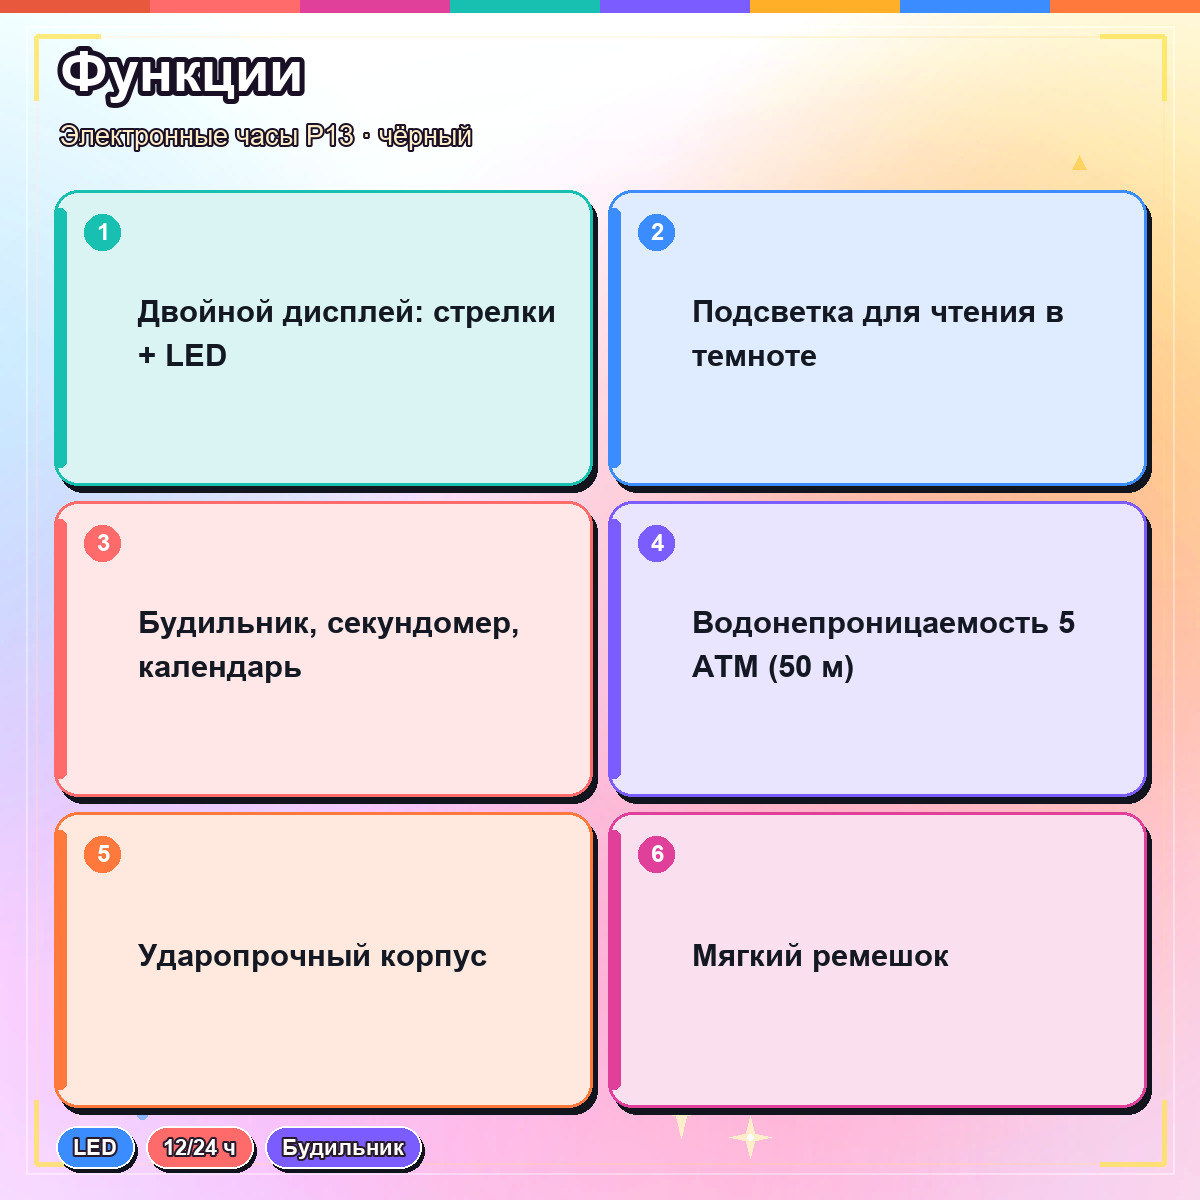 Функции
Электронные часы P13 · чёрный
1
Двойной дисплей: стрелки
+ LED
2
Подсветка для чтения в
темноте
3
Будильник, секундомер,
календарь
4
Водонепроницаемость 5
ATM (50 м)
5
Ударопрочный корпус
6
Мягкий ремешок
LED
12/24 ч
Будильник